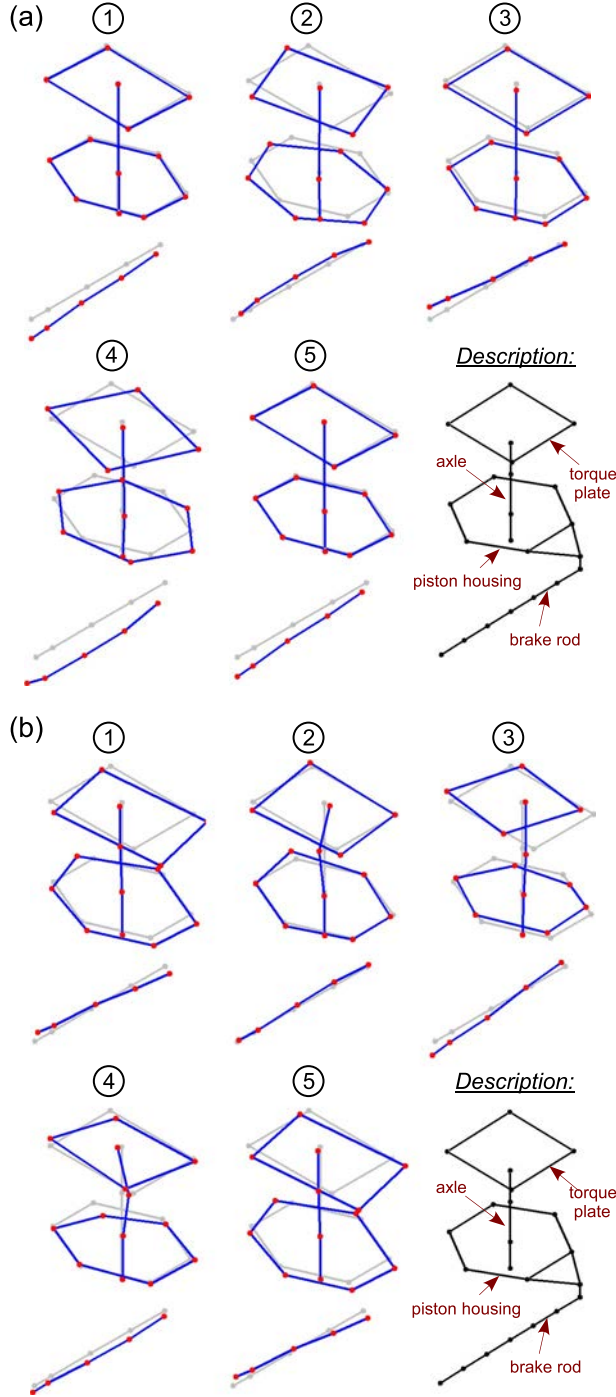 (a)
① ② ③
④ ⑤ Description:
axle
torque
plate
piston housing
brake rod
(b)
① ② ③
④ ⑤ Description:
axle
torque
plate
piston housing
brake rod